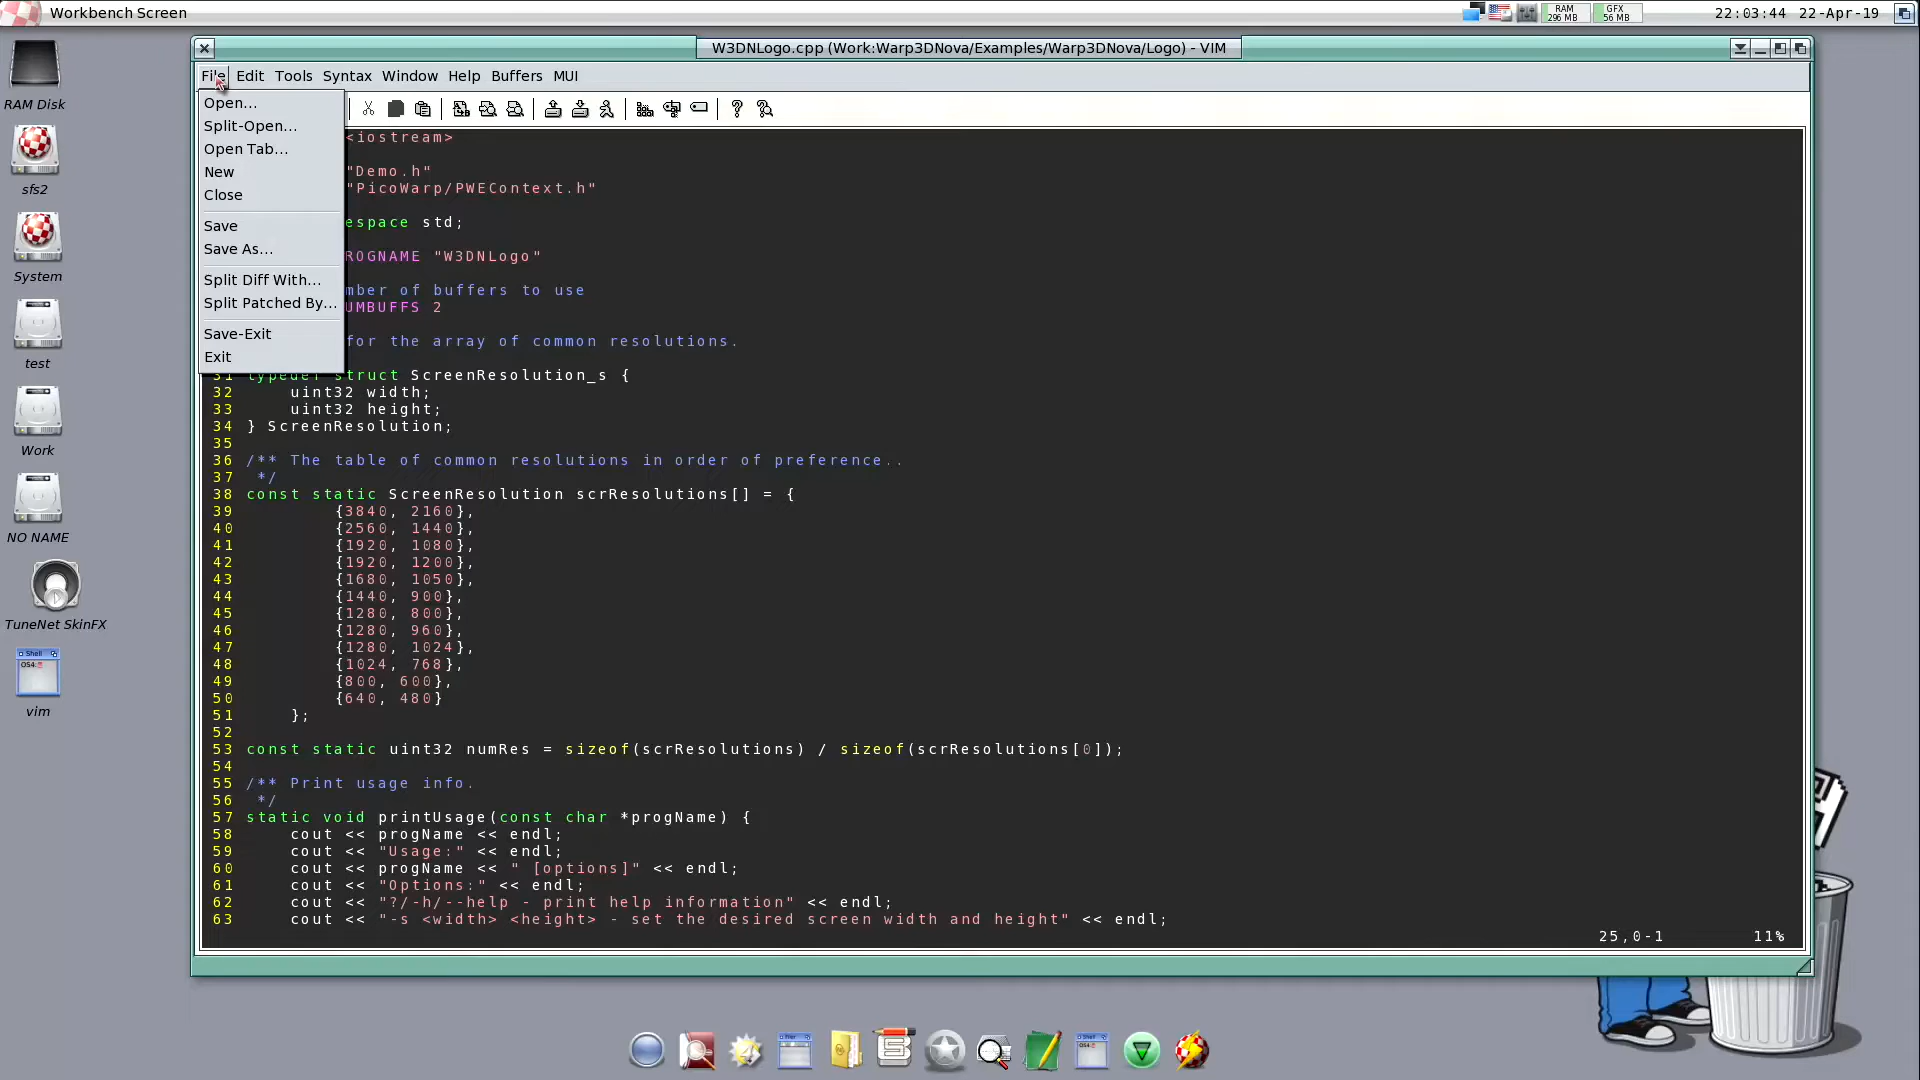 Workbench Screen
RAM
296 MB
GFX
56 MB
22:03:44 22-Apr-19
W3DNLogo.cpp (Work:Warp3DNova/Examples/Warp3DNova/Logo) - VIM
File Edit Tools Syntax Window Help Buffers MUI
Open...
Split-Open...
Open Tab...
New
Close
Save
Save As...
Split Diff With...
Split Patched By...
Save-Exit
Exit
RAM Disk
sfs2
System
test
Work
NO NAME
TuneNet SkinFX
Shell
OS4:
vim
<iostream>
"Demo.h"
"PicoWarp/PWEContext.h"
espace std;
ROGNAME "W3DNLogo"
mber of buffers to use
UMBUFFS 2
for the array of common resolutions.
31 typedef struct ScreenResolution_s {
32     uint32 width;
33     uint32 height;
34 } ScreenResolution;
35
36 /** The table of common resolutions in order of preference..
37  */
38 const static ScreenResolution scrResolutions[] = {
39         {3840, 2160},
40         {2560, 1440},
41         {1920, 1080},
42         {1920, 1200},
43         {1680, 1050},
44         {1440, 900},
45         {1280, 800},
46         {1280, 960},
47         {1280, 1024},
48         {1024, 768},
49         {800, 600},
50         {640, 480}
51     };
52
53 const static uint32 numRes = sizeof(scrResolutions) / sizeof(scrResolutions[0]);
54
55 /** Print usage info.
56  */
57 static void printUsage(const char *progName) {
58     cout << progName << endl;
59     cout << "Usage:" << endl;
60     cout << progName << " [options]" << endl;
61     cout << "Options:" << endl;
62     cout << "?/-h/--help - print help information" << endl;
63     cout << "-s <width> <height> - set the desired screen width and height" << endl;
25,0-1 11%